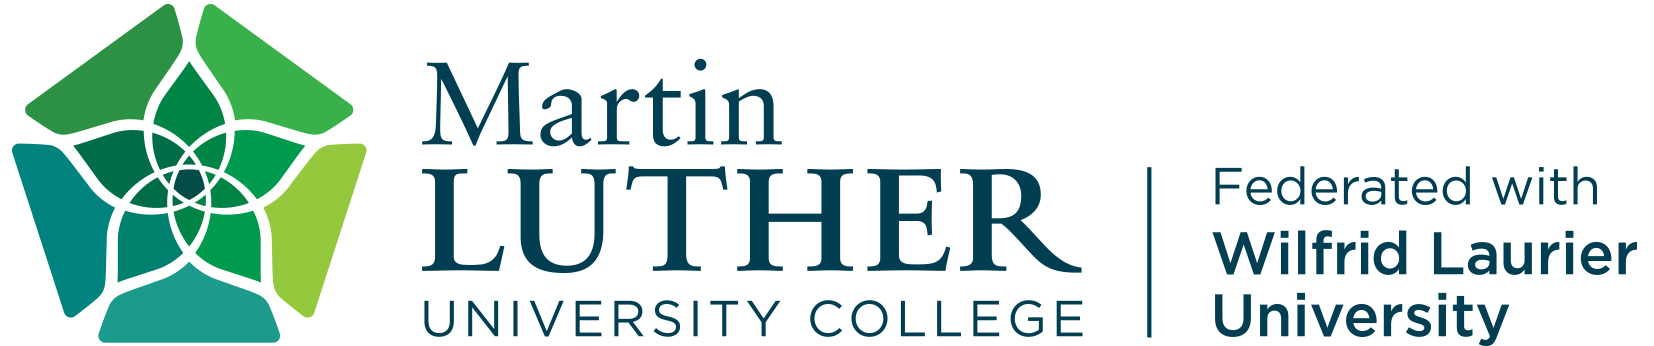 Martin
LUTHER
UNIVERSITY COLLEGE
Federated with
Wilfrid Laurier
University